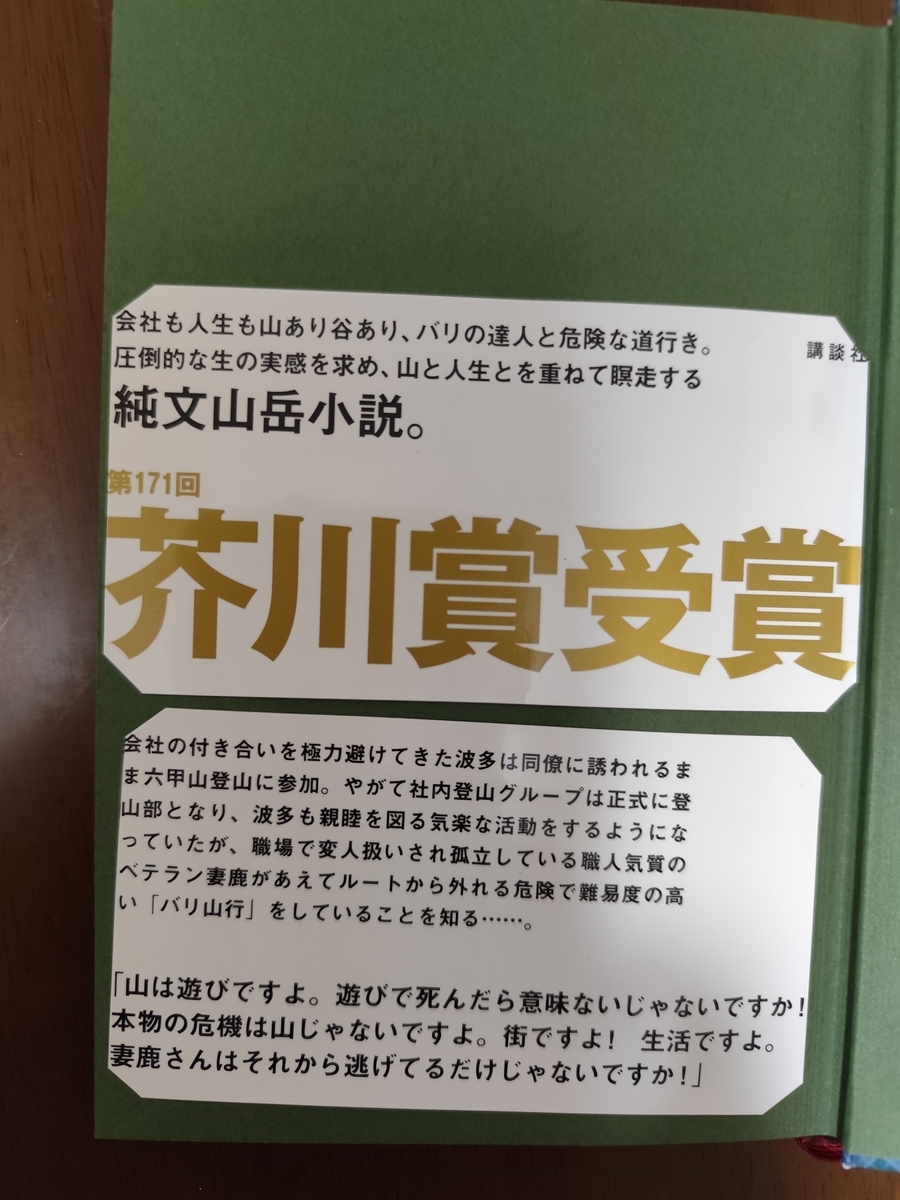 会社も人生も山あり谷あり、バリの達人と危険な道行き。
圧倒的な生の実感を求め、山と人生とを重ねて瞑走する
純文山岳小説。
講談社
第171回
芥川賞受賞
会社の付き合いを極力避けてきた波多は同僚に誘われるま
ま六甲山登山に参加。やがて社内登山グループは正式に登
山部となり、波多も親睦を図る気楽な活動をするようにな
っていたが、職場で変人扱いされ孤立している職人気質の
ベテラン妻鹿があえてルートから外れる危険で難易度の高
い「バリ山行」をしていることを知る……。
「山は遊びですよ。遊びで死んだら意味ないじゃないですか！
本物の危機は山じゃないですよ。街ですよ！　生活ですよ。
妻鹿さんはそれから逃げてるだけじゃないですか！」